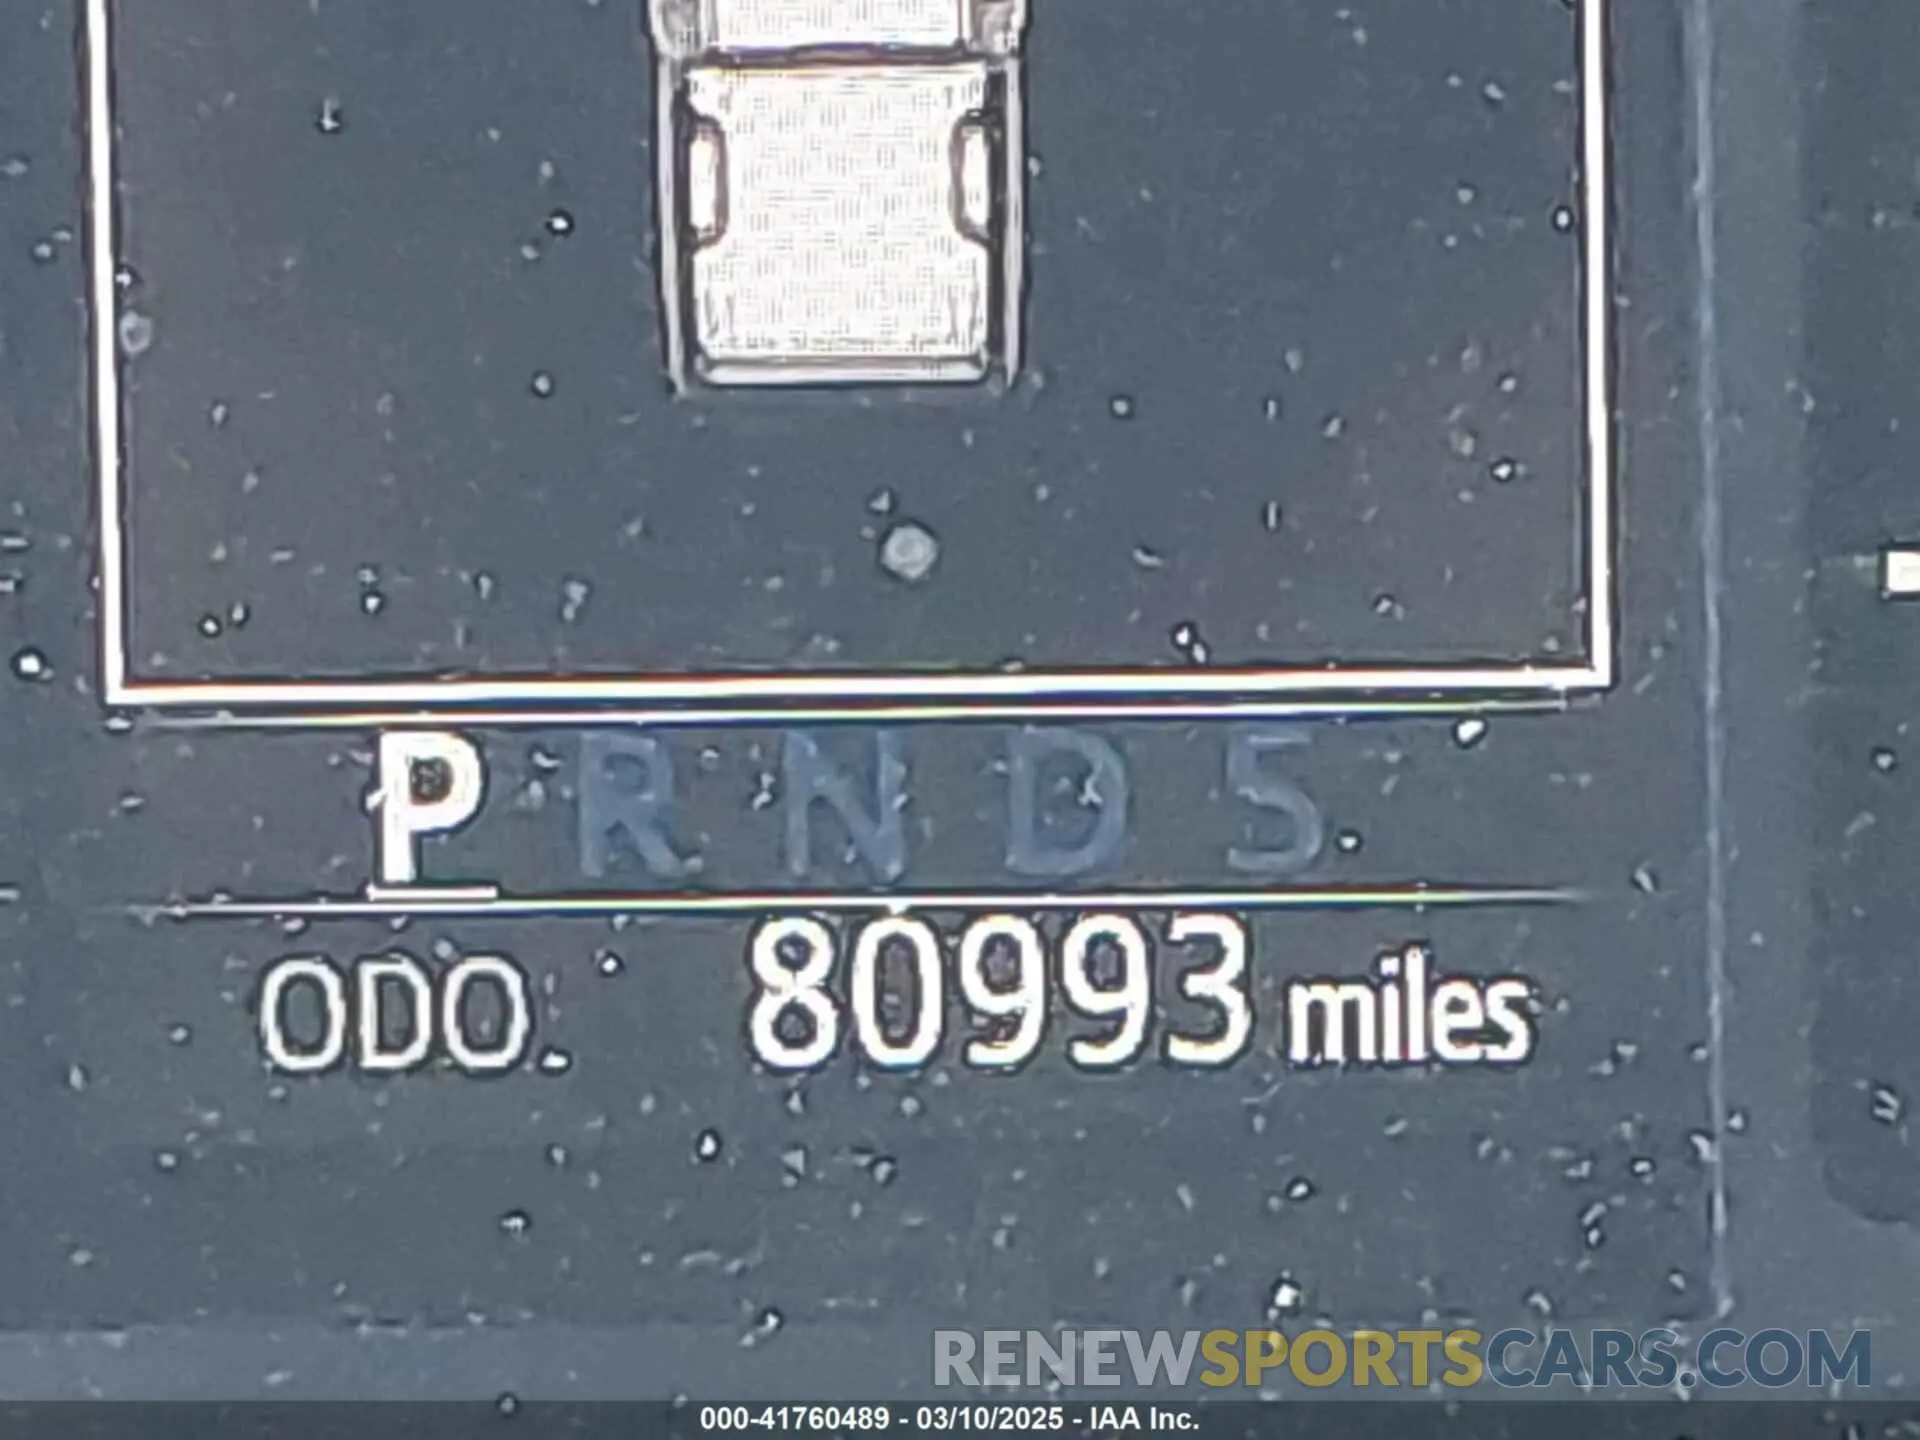 P R N D 5
ODO. 80993 miles
RENEWSPORTSCARS.COM
000-41760489 - 03/10/2025 - IAA Inc.